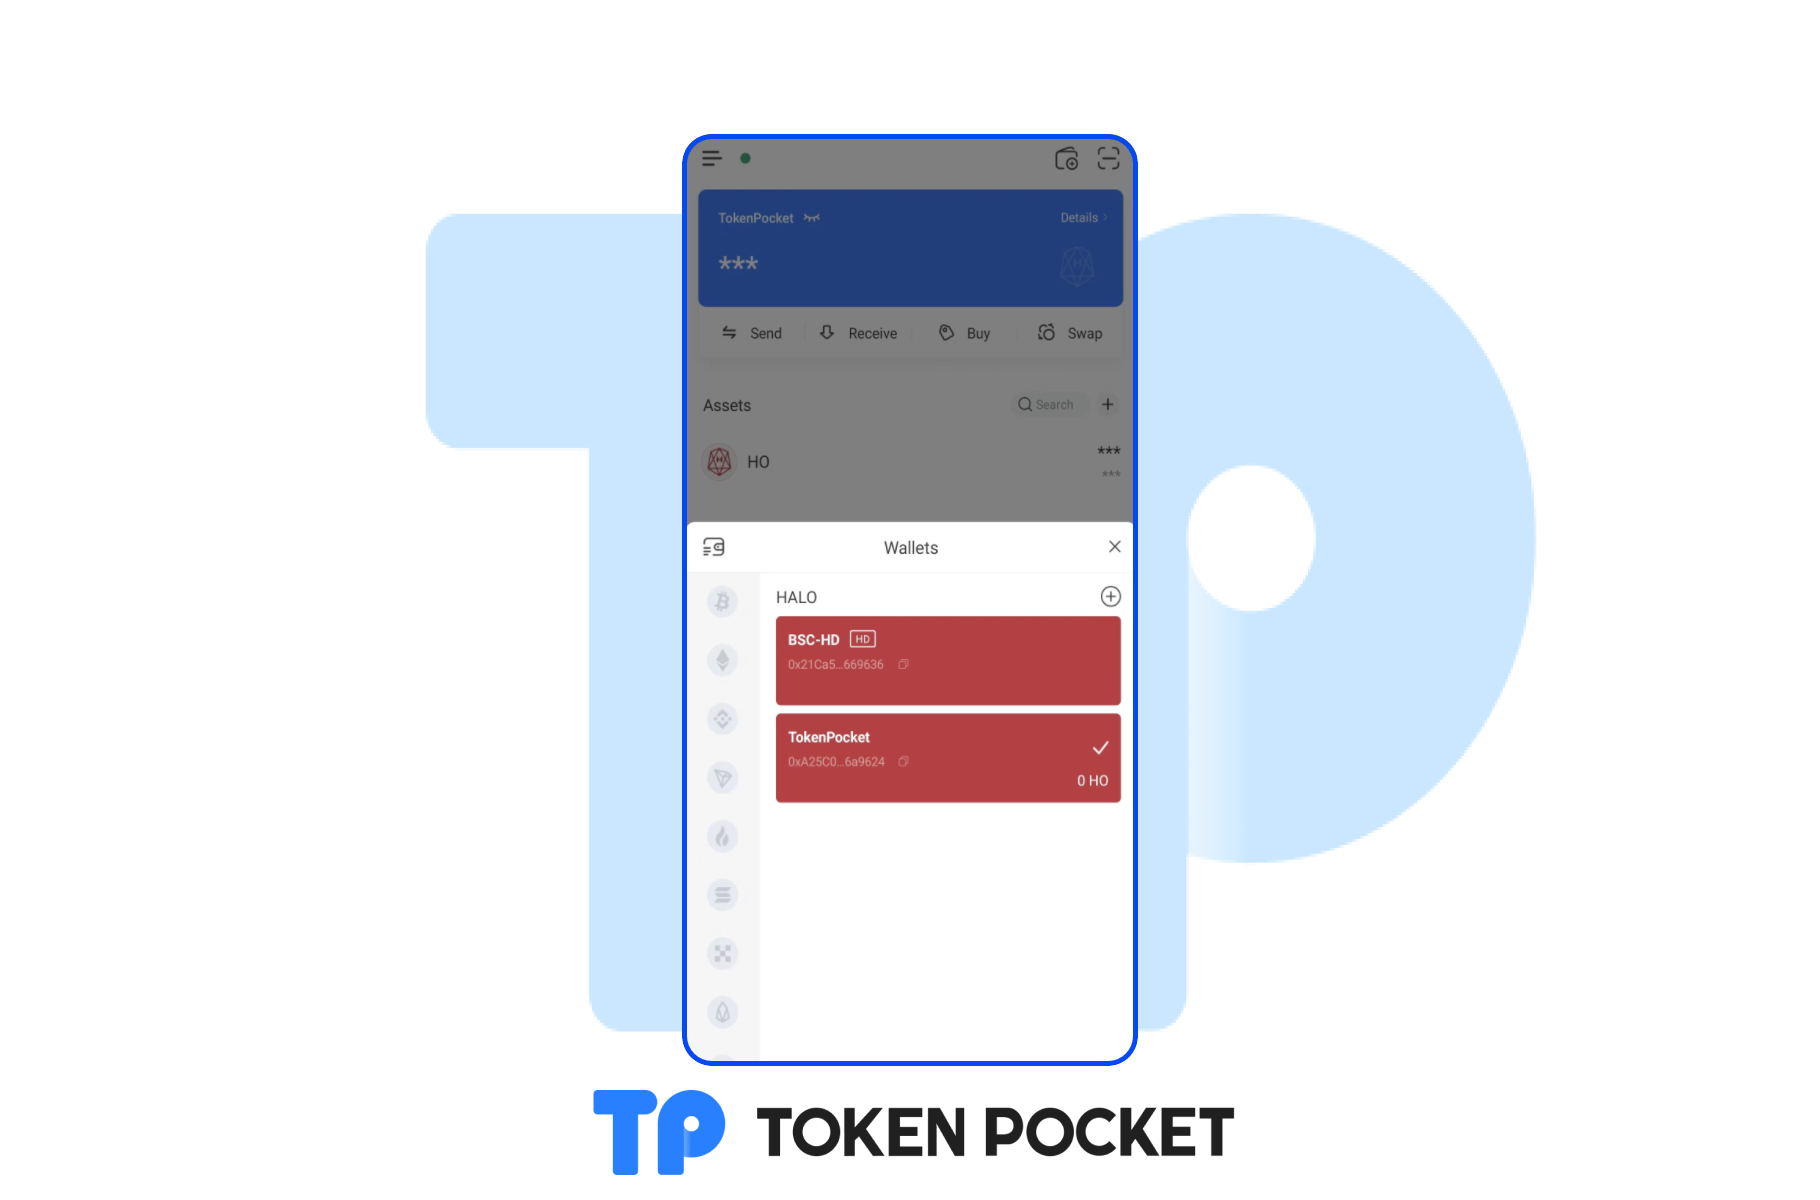 TokenPocket
Details
***
Send Receive Buy Swap
Assets
Search
HO
***
***
Wallets
HALO
BSC-HD HD
0x21Ca5...669636
TokenPocket
0xA25C0...6a9624
0 HO
TP TOKEN POCKET